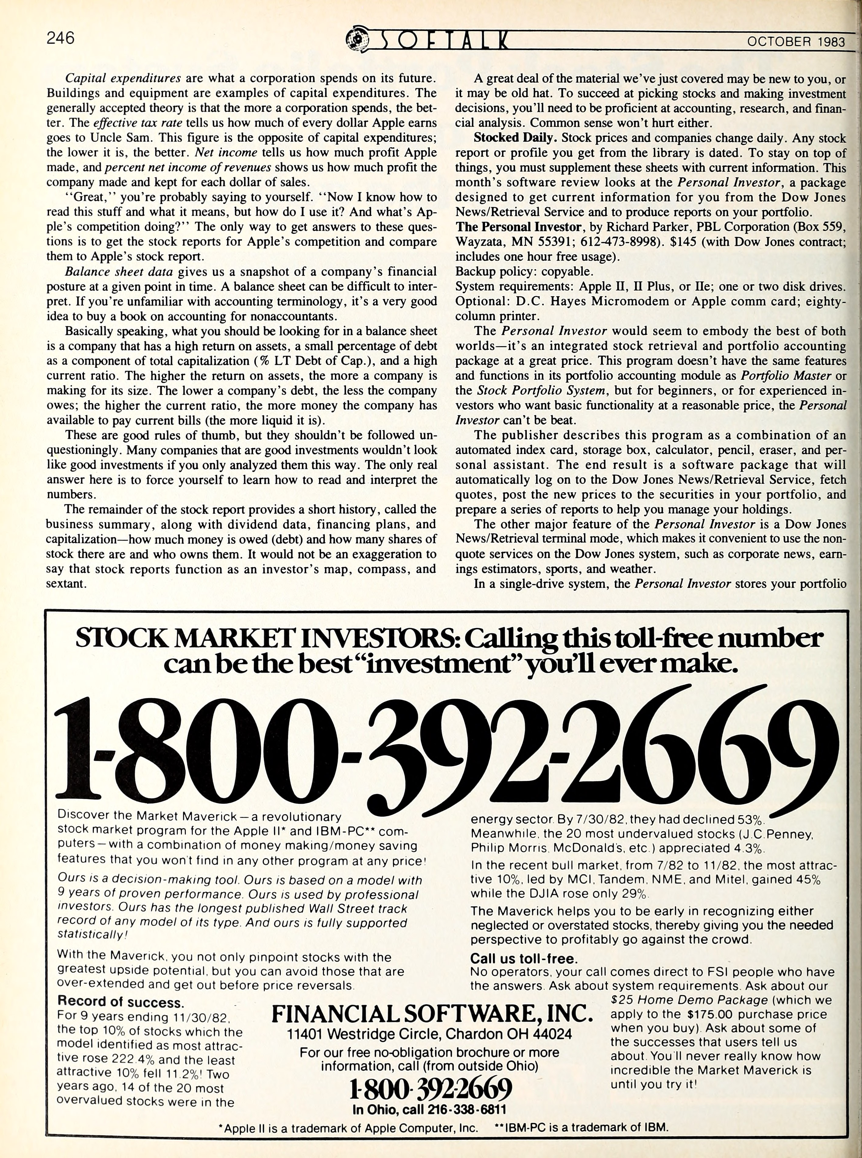 246
SOFTALK
OCTOBER 1983
Capital expenditures are what a corporation spends on its future.
Buildings and equipment are examples of capital expenditures. The
generally accepted theory is that the more a corporation spends, the bet-
ter. The effective tax rate tells us how much of every dollar Apple earns
goes to Uncle Sam. This figure is the opposite of capital expenditures;
the lower it is, the better. Net income tells us how much profit Apple
made, and percent net income of revenues shows us how much profit the
company made and kept for each dollar of sales.
"Great," you're probably saying to yourself. "Now I know how to
read this stuff and what it means, but how do I use it? And what's Ap-
ple's competition doing?" The only way to get answers to these ques-
tions is to get the stock reports for Apple's competition and compare
them to Apple's stock report.
Balance sheet data gives us a snapshot of a company's financial
posture at a given point in time. A balance sheet can be difficult to inter-
pret. If you're unfamiliar with accounting terminology, it's a very good
idea to buy a book on accounting for nonaccountants.
Basically speaking, what you should be looking for in a balance sheet
is a company that has a high return on assets, a small percentage of debt
as a component of total capitalization (% LT Debt of Cap.), and a high
current ratio. The higher the return on assets, the more a company is
making for its size. The lower a company's debt, the less the company
owes; the higher the current ratio, the more money the company has
available to pay current bills (the more liquid it is).
These are good rules of thumb, but they shouldn't be followed un-
questioningly. Many companies that are good investments wouldn't look
like good investments if you only analyzed them this way. The only real
answer here is to force yourself to learn how to read and interpret the
numbers.
The remainder of the stock report provides a short history, called the
business summary, along with dividend data, financing plans, and
capitalization—how much money is owed (debt) and how many shares of
stock there are and who owns them. It would not be an exaggeration to
say that stock reports function as an investor's map, compass, and
sextant.
A great deal of the material we've just covered may be new to you, or
it may be old hat. To succeed at picking stocks and making investment
decisions, you'll need to be proficient at accounting, research, and finan-
cial analysis. Common sense won't hurt either.
Stocked Daily. Stock prices and companies change daily. Any stock
report or profile you get from the library is dated. To stay on top of
things, you must supplement these sheets with current information. This
month's software review looks at the Personal Investor, a package
designed to get current information for you from the Dow Jones
News/Retrieval Service and to produce reports on your portfolio.
The Personal Investor, by Richard Parker, PBL Corporation (Box 559,
Wayzata, MN 55391; 612-473-8998). $145 (with Dow Jones contract;
includes one hour free usage).
Backup policy: copyable.
System requirements: Apple II, II Plus, or IIe; one or two disk drives.
Optional: D.C. Hayes Micromodem or Apple comm card; eighty-
column printer.
The Personal Investor would seem to embody the best of both
worlds—it's an integrated stock retrieval and portfolio accounting
package at a great price. This program doesn't have the same features
and functions in its portfolio accounting module as Portfolio Master or
the Stock Portfolio System, but for beginners, or for experienced in-
vestors who want basic functionality at a reasonable price, the Personal
Investor can't be beat.
The publisher describes this program as a combination of an
automated index card, storage box, calculator, pencil, eraser, and per-
sonal assistant. The end result is a software package that will
automatically log on to the Dow Jones News/Retrieval Service, fetch
quotes, post the new prices to the securities in your portfolio, and
prepare a series of reports to help you manage your holdings.
The other major feature of the Personal Investor is a Dow Jones
News/Retrieval terminal mode, which makes it convenient to use the non-
quote services on the Dow Jones system, such as corporate news, earn-
ings estimators, sports, and weather.
In a single-drive system, the Personal Investor stores your portfolio
STOCK MARKET INVESTORS: Calling this toll-free number
can be the best "investment" you'll ever make.
1-800-392-2669
Discover the Market Maverick – a revolutionary
stock market program for the Apple II* and IBM-PC** com-
puters – with a combination of money making/money saving
features that you won't find in any other program at any price!
Ours is a decision-making tool. Ours is based on a model with
9 years of proven performance. Ours is used by professional
investors. Ours has the longest published Wall Street track
record of any model of its type. And ours is fully supported
statistically!
With the Maverick, you not only pinpoint stocks with the
greatest upside potential, but you can avoid those that are
over-extended and get out before price reversals.
Record of success.
For 9 years ending 11/30/82,
the top 10% of stocks which the
model identified as most attrac-
tive rose 222.4% and the least
attractive 10% fell 11.2%! Two
years ago, 14 of the 20 most
overvalued stocks were in the
energy sector. By 7/30/82, they had declined 53%.
Meanwhile, the 20 most undervalued stocks (J.C.Penney,
Philip Morris, McDonald's, etc.) appreciated 4.3%.
In the recent bull market, from 7/82 to 11/82, the most attrac-
tive 10%, led by MCI, Tandem, NME, and Mitel, gained 45%
while the DJIA rose only 29%.
The Maverick helps you to be early in recognizing either
neglected or overstated stocks, thereby giving you the needed
perspective to profitably go against the crowd.
Call us toll-free.
No operators, your call comes direct to FSI people who have
the answers. Ask about system requirements. Ask about our
$25 Home Demo Package (which we
apply to the $175.00 purchase price
when you buy). Ask about some of
the successes that users tell us
about. You'll never really know how
incredible the Market Maverick is
until you try it!
FINANCIAL SOFTWARE, INC.
11401 Westridge Circle, Chardon OH 44024
For our free no-obligation brochure or more
information, call (from outside Ohio)
1-800-392-2669
In Ohio, call 216-338-6811
*Apple II is a trademark of Apple Computer, Inc. **IBM-PC is a trademark of IBM.